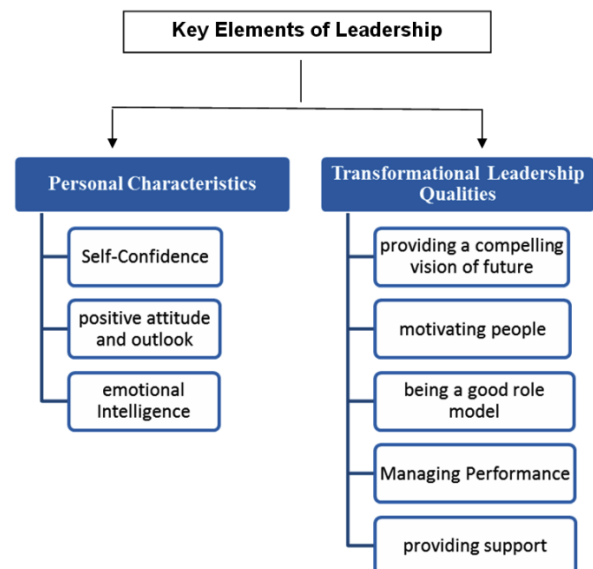 Key Elements of Leadership
Personal Characteristics
Self-Confidence
positive attitude
and outlook
emotional
Intelligence
Transformational Leadership
Qualities
providing a compelling
vision of future
motivating people
being a good role
model
Managing Performance
providing support